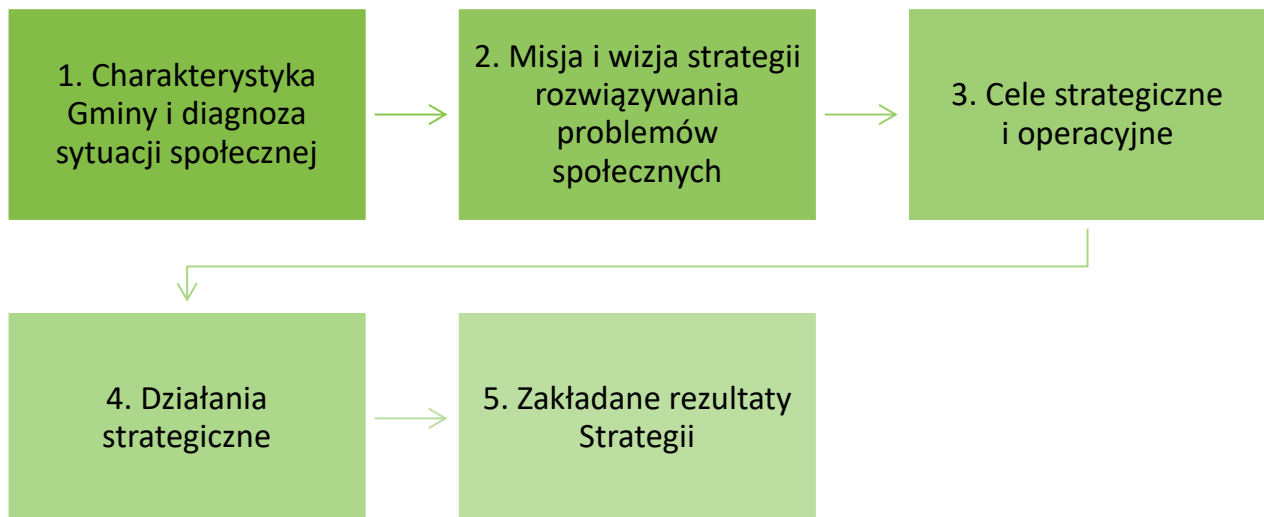 1. Charakterystyka
Gminy i diagnoza
sytuacji społecznej
2. Misja i wizja strategii
rozwiązywania
problemów
społecznych
3. Cele strategiczne
i operacyjne
4. Działania
strategiczne
5. Zakładane rezultaty
Strategii